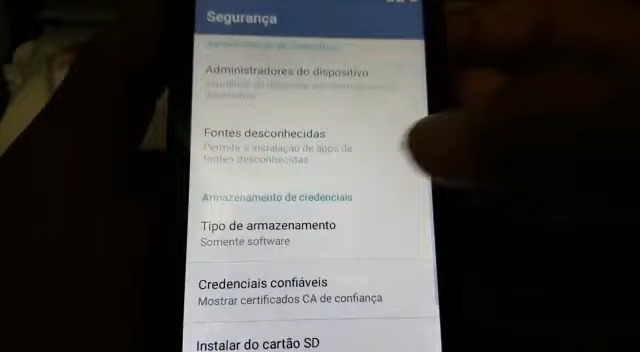 Segurança
Administradores do dispositivo
Fontes desconhecidas
Permitir a instalação de apps de
fontes desconhecidas
Armazenamento de credenciais
Tipo de armazenamento
Somente software
Credenciais confiáveis
Mostrar certificados CA de confiança
Instalar do cartão SD